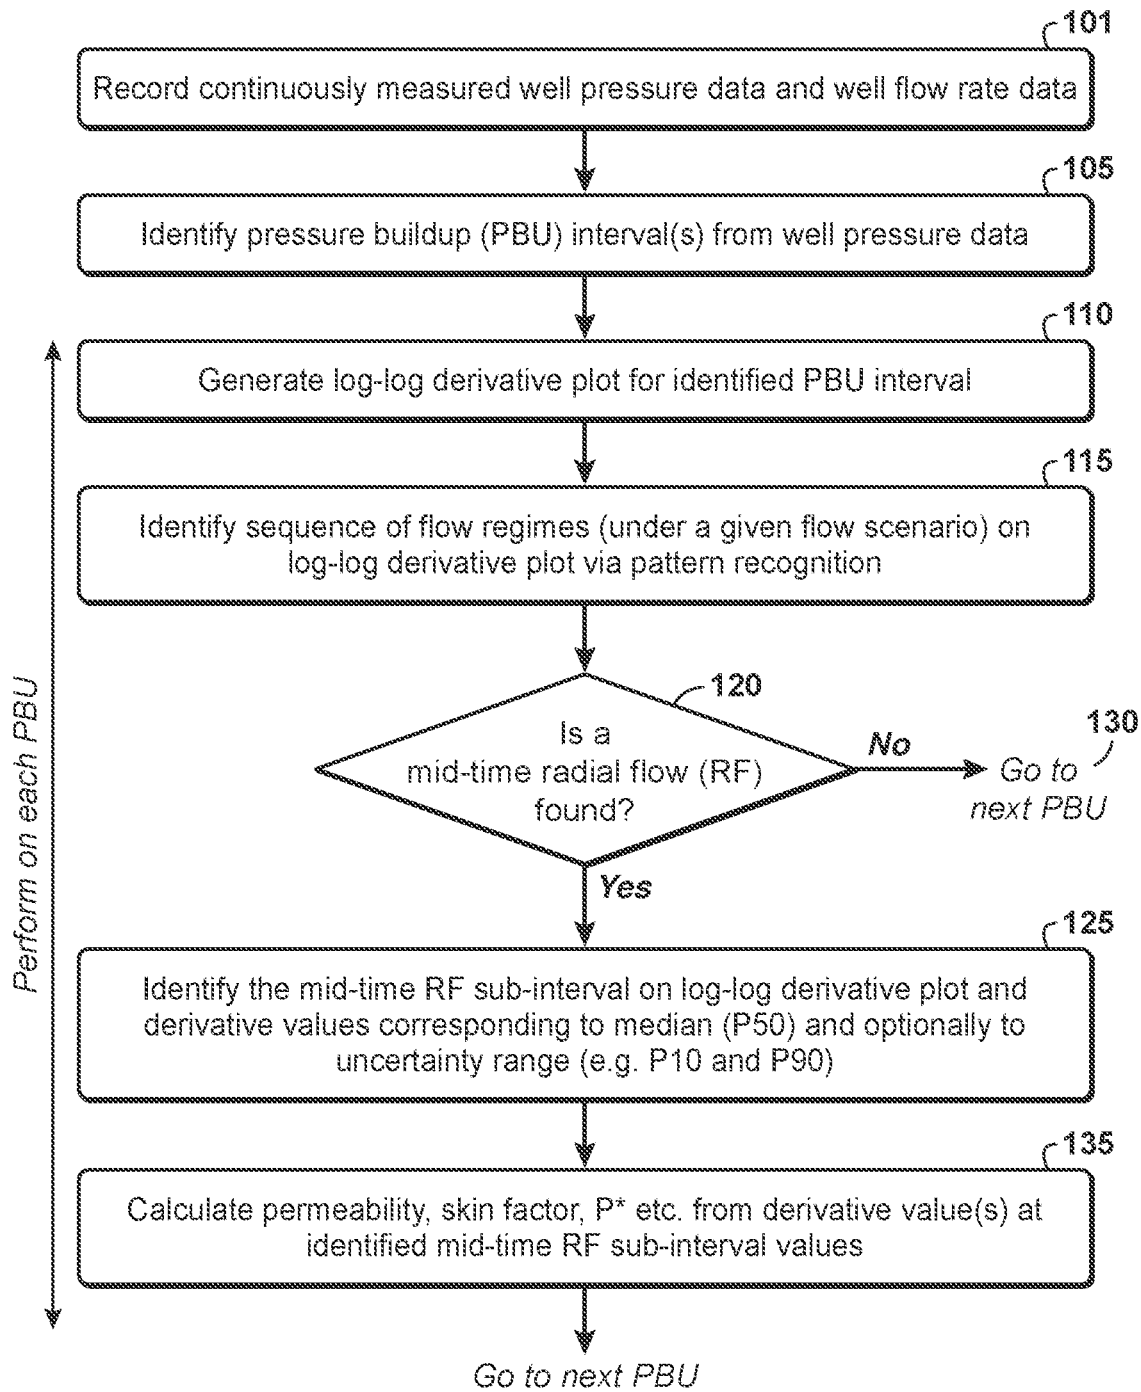 101
Record continuously measured well pressure data and well flow rate data
105
Identify pressure buildup (PBU) interval(s) from well pressure data
110
Generate log-log derivative plot for identified PBU interval
115
Identify sequence of flow regimes (under a given flow scenario) on
log-log derivative plot via pattern recognition
Perform on each PBU
120
Is a
mid-time radial flow (RF)
found?
No
130
Go to
next PBU
Yes
125
Identify the mid-time RF sub-interval on log-log derivative plot and
derivative values corresponding to median (P50) and optionally to
uncertainty range (e.g. P10 and P90)
135
Calculate permeability, skin factor, P* etc. from derivative value(s) at
identified mid-time RF sub-interval values
Go to next PBU